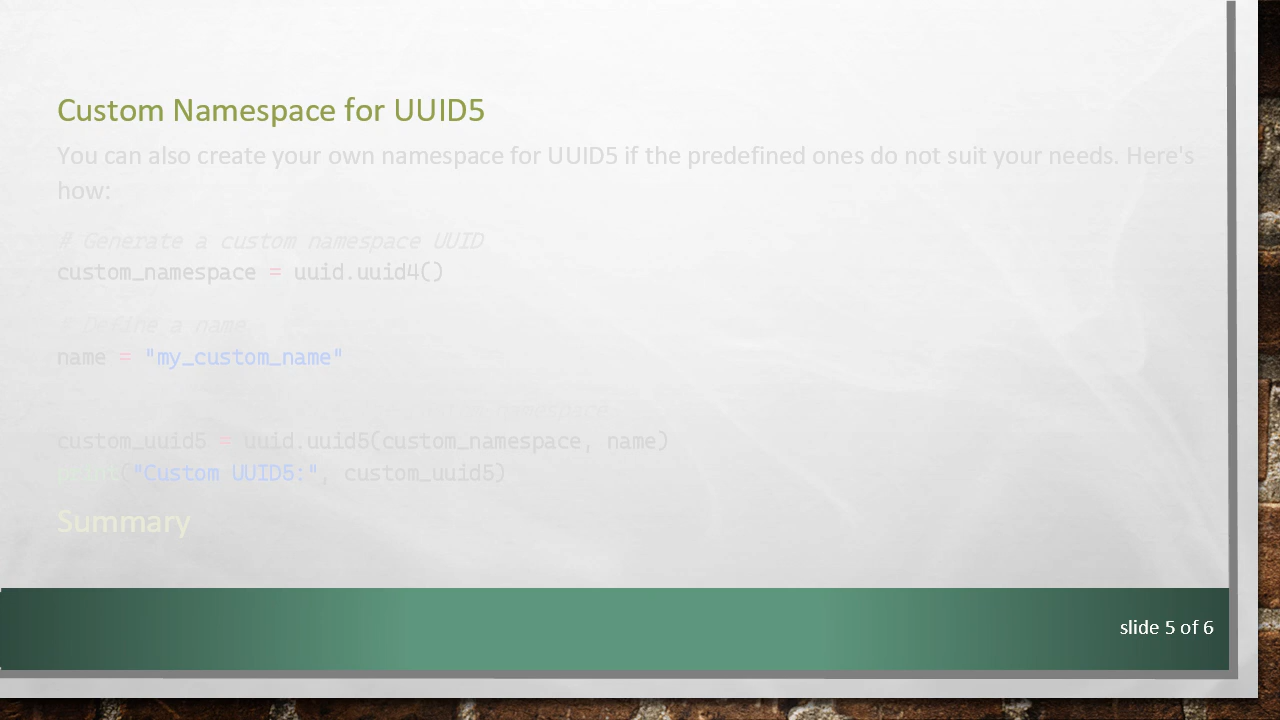 Custom Namespace for UUID5
You can also create your own namespace for UUID5 if the predefined ones do not suit your needs. Here's
how:
# Generate a custom namespace UUID
custom_namespace = uuid.uuid4()
# Define a name
name = "my_custom_name"
custom namespace
custom_uuid5 = uuid.uuid5(custom_namespace, name)
print("Custom UUID5:", custom_uuid5)
Summary
slide 5 of 6